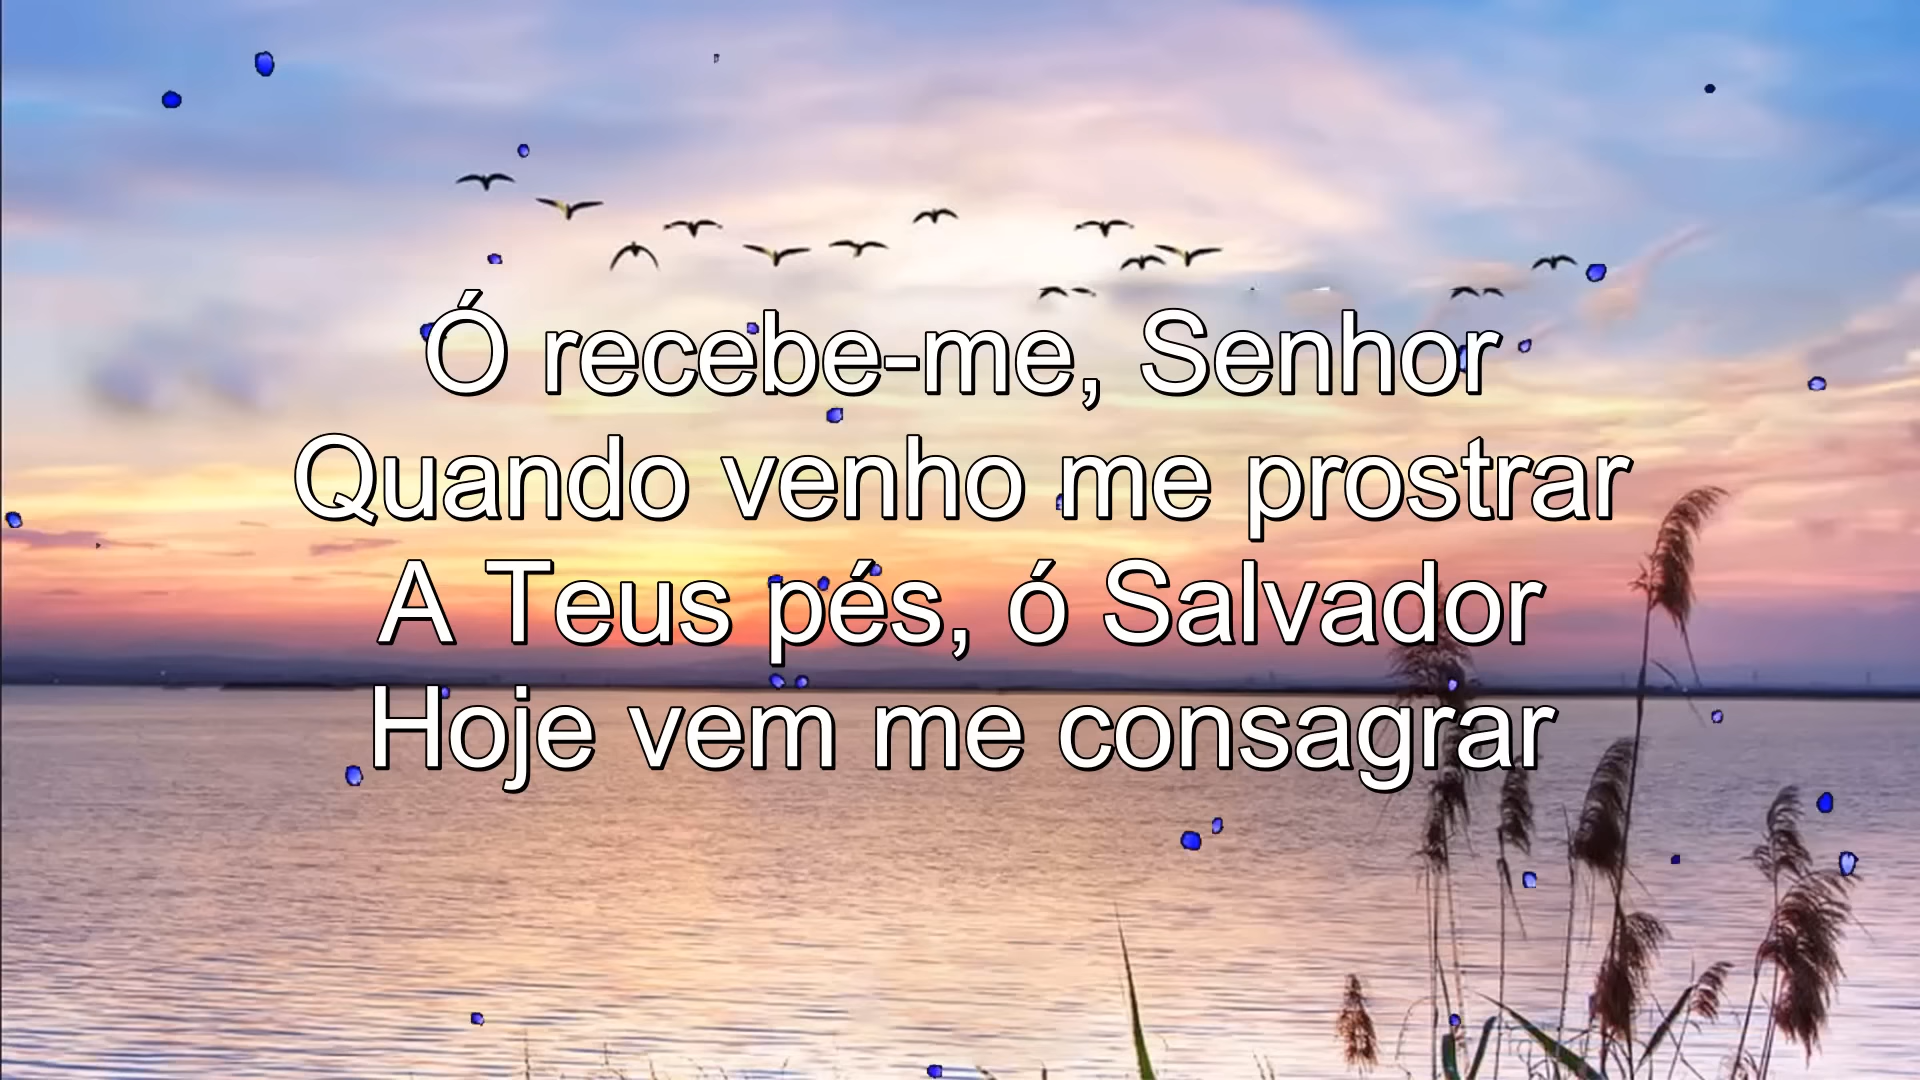 Ó recebe-me, Senhor
Quando venho me prostrar
A Teus pés, ó Salvador
Hoje vem me consagrar